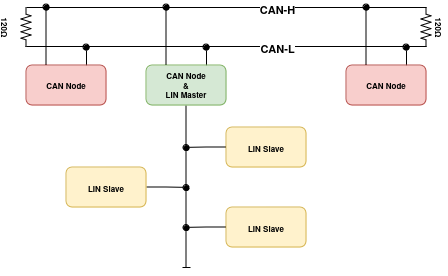 CAN-H
120Ω
120Ω
CAN-L
CAN Node
CAN Node
&
LIN Master
CAN Node
LIN Slave
LIN Slave
LIN Slave